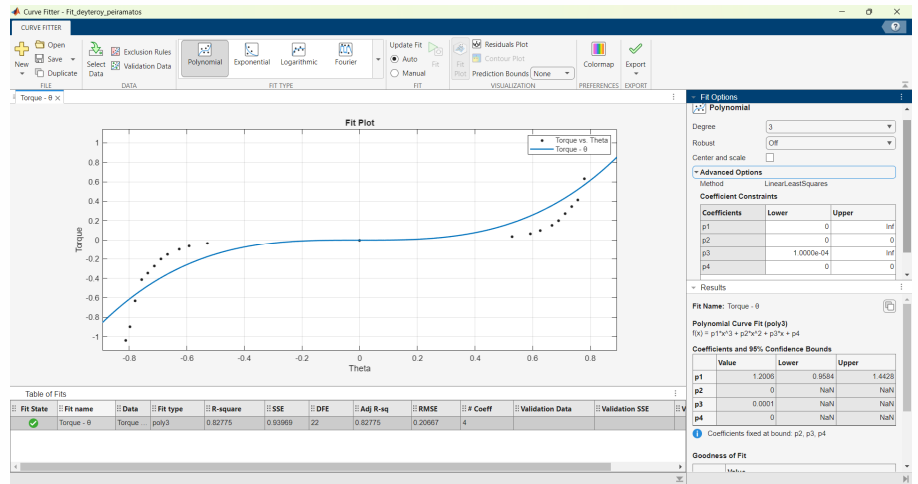 Curve Fitter - Fit_deyteroy_peiramatos
CURVE FITTER
New
Open
Save
Duplicate
FILE
Select Data
Exclusion Rules
Validation Data
DATA
Polynomial
Exponential
Logarithmic
Fourier
FIT TYPE
Update Fit
Auto
Manual
Fit
FIT
Fit Plot
Residuals Plot
Contour Plot
Prediction Bounds None
VISUALIZATION
Colormap
PREFERENCES
Export
EXPORT
Torque - θ ×
Fit Plot
Torque vs. Theta
Torque - θ
1
0.8
0.6
0.4
0.2
0
-0.2
-0.4
-0.6
-0.8
-1
Torque
-0.8 -0.6 -0.4 -0.2 0 0.2 0.4 0.6 0.8
Theta
Table of Fits
Fit State Fit name Data Fit type R-square SSE DFE Adj R-sq RMSE # Coeff Validation Data Validation SSE V
Torque - θ Torque ... poly3 0.82775 0.93969 22 0.82775 0.20667 4
Fit Options
Polynomial
Degree 3
Robust Off
Center and scale
Advanced Options
Method LinearLeastSquares
Coefficient Constraints
Coefficients Lower Upper
p1 0 Inf
p2 0 0
p3 1.0000e-04 Inf
p4 0 0
Results
Fit Name: Torque - θ
Polynomial Curve Fit (poly3)
f(x) = p1*x^3 + p2*x^2 + p3*x + p4
Coefficients and 95% Confidence Bounds
Value Lower Upper
p1 1.2006 0.9584 1.4428
p2 0 NaN NaN
p3 0.0001 NaN NaN
p4 0 NaN NaN
Coefficients fixed at bound: p2, p3, p4
Goodness of Fit
Value